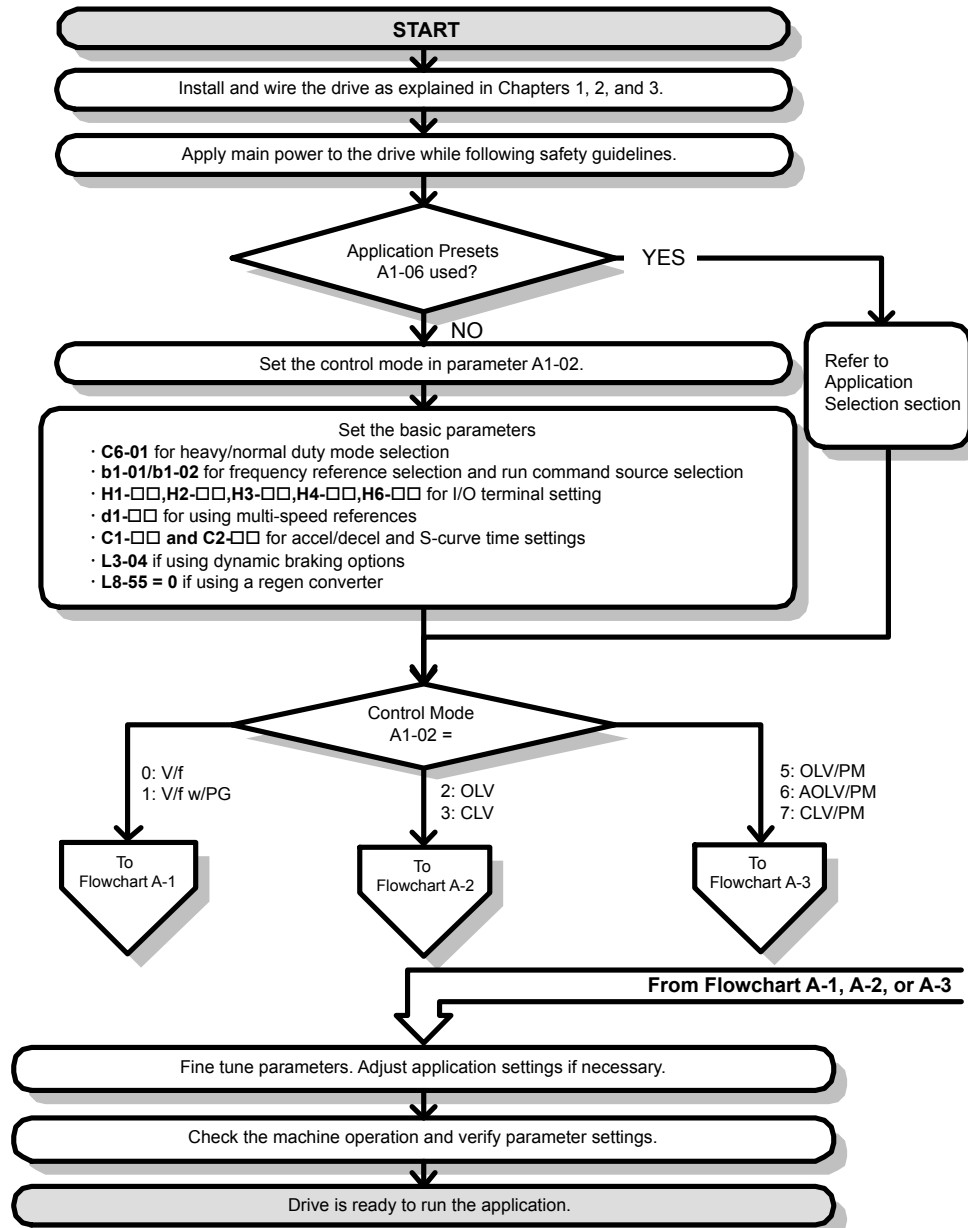 START
Install and wire the drive as explained in Chapters 1, 2, and 3.
Apply main power to the drive while following safety guidelines.
Application Presets
A1-06 used?
YES
NO
Set the control mode in parameter A1-02.
Refer to
Application
Selection section
Set the basic parameters
· C6-01 for heavy/normal duty mode selection
· b1-01/b1-02 for frequency reference selection and run command source selection
· H1-□□,H2-□□,H3-□□,H4-□□,H6-□□ for I/O terminal setting
· d1-□□ for using multi-speed references
· C1-□□ and C2-□□ for accel/decel and S-curve time settings
· L3-04 if using dynamic braking options
· L8-55 = 0 if using a regen converter
Control Mode
A1-02 =
0: V/f
1: V/f w/PG
2: OLV
3: CLV
5: OLV/PM
6: AOLV/PM
7: CLV/PM
To
Flowchart A-1
To
Flowchart A-2
To
Flowchart A-3
From Flowchart A-1, A-2, or A-3
Fine tune parameters. Adjust application settings if necessary.
Check the machine operation and verify parameter settings.
Drive is ready to run the application.